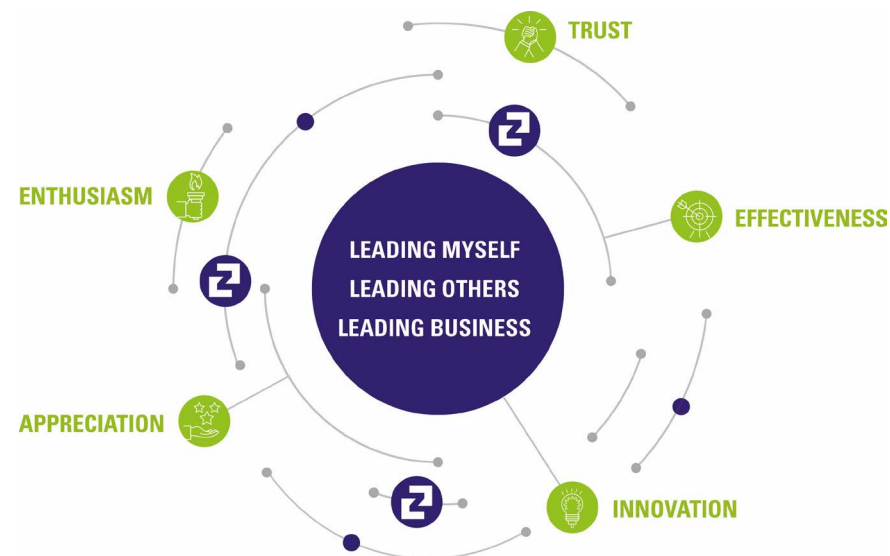 TRUST
ENTHUSIASM
EFFECTIVENESS
LEADING MYSELF
LEADING OTHERS
LEADING BUSINESS
APPRECIATION
INNOVATION